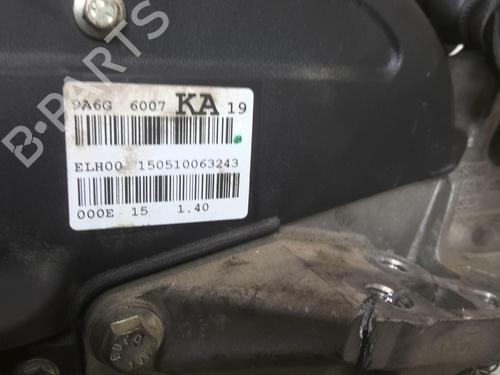 B-PARTS
9A6G 6007 KA 19
ELH00 150510063243
000E 15 1.40